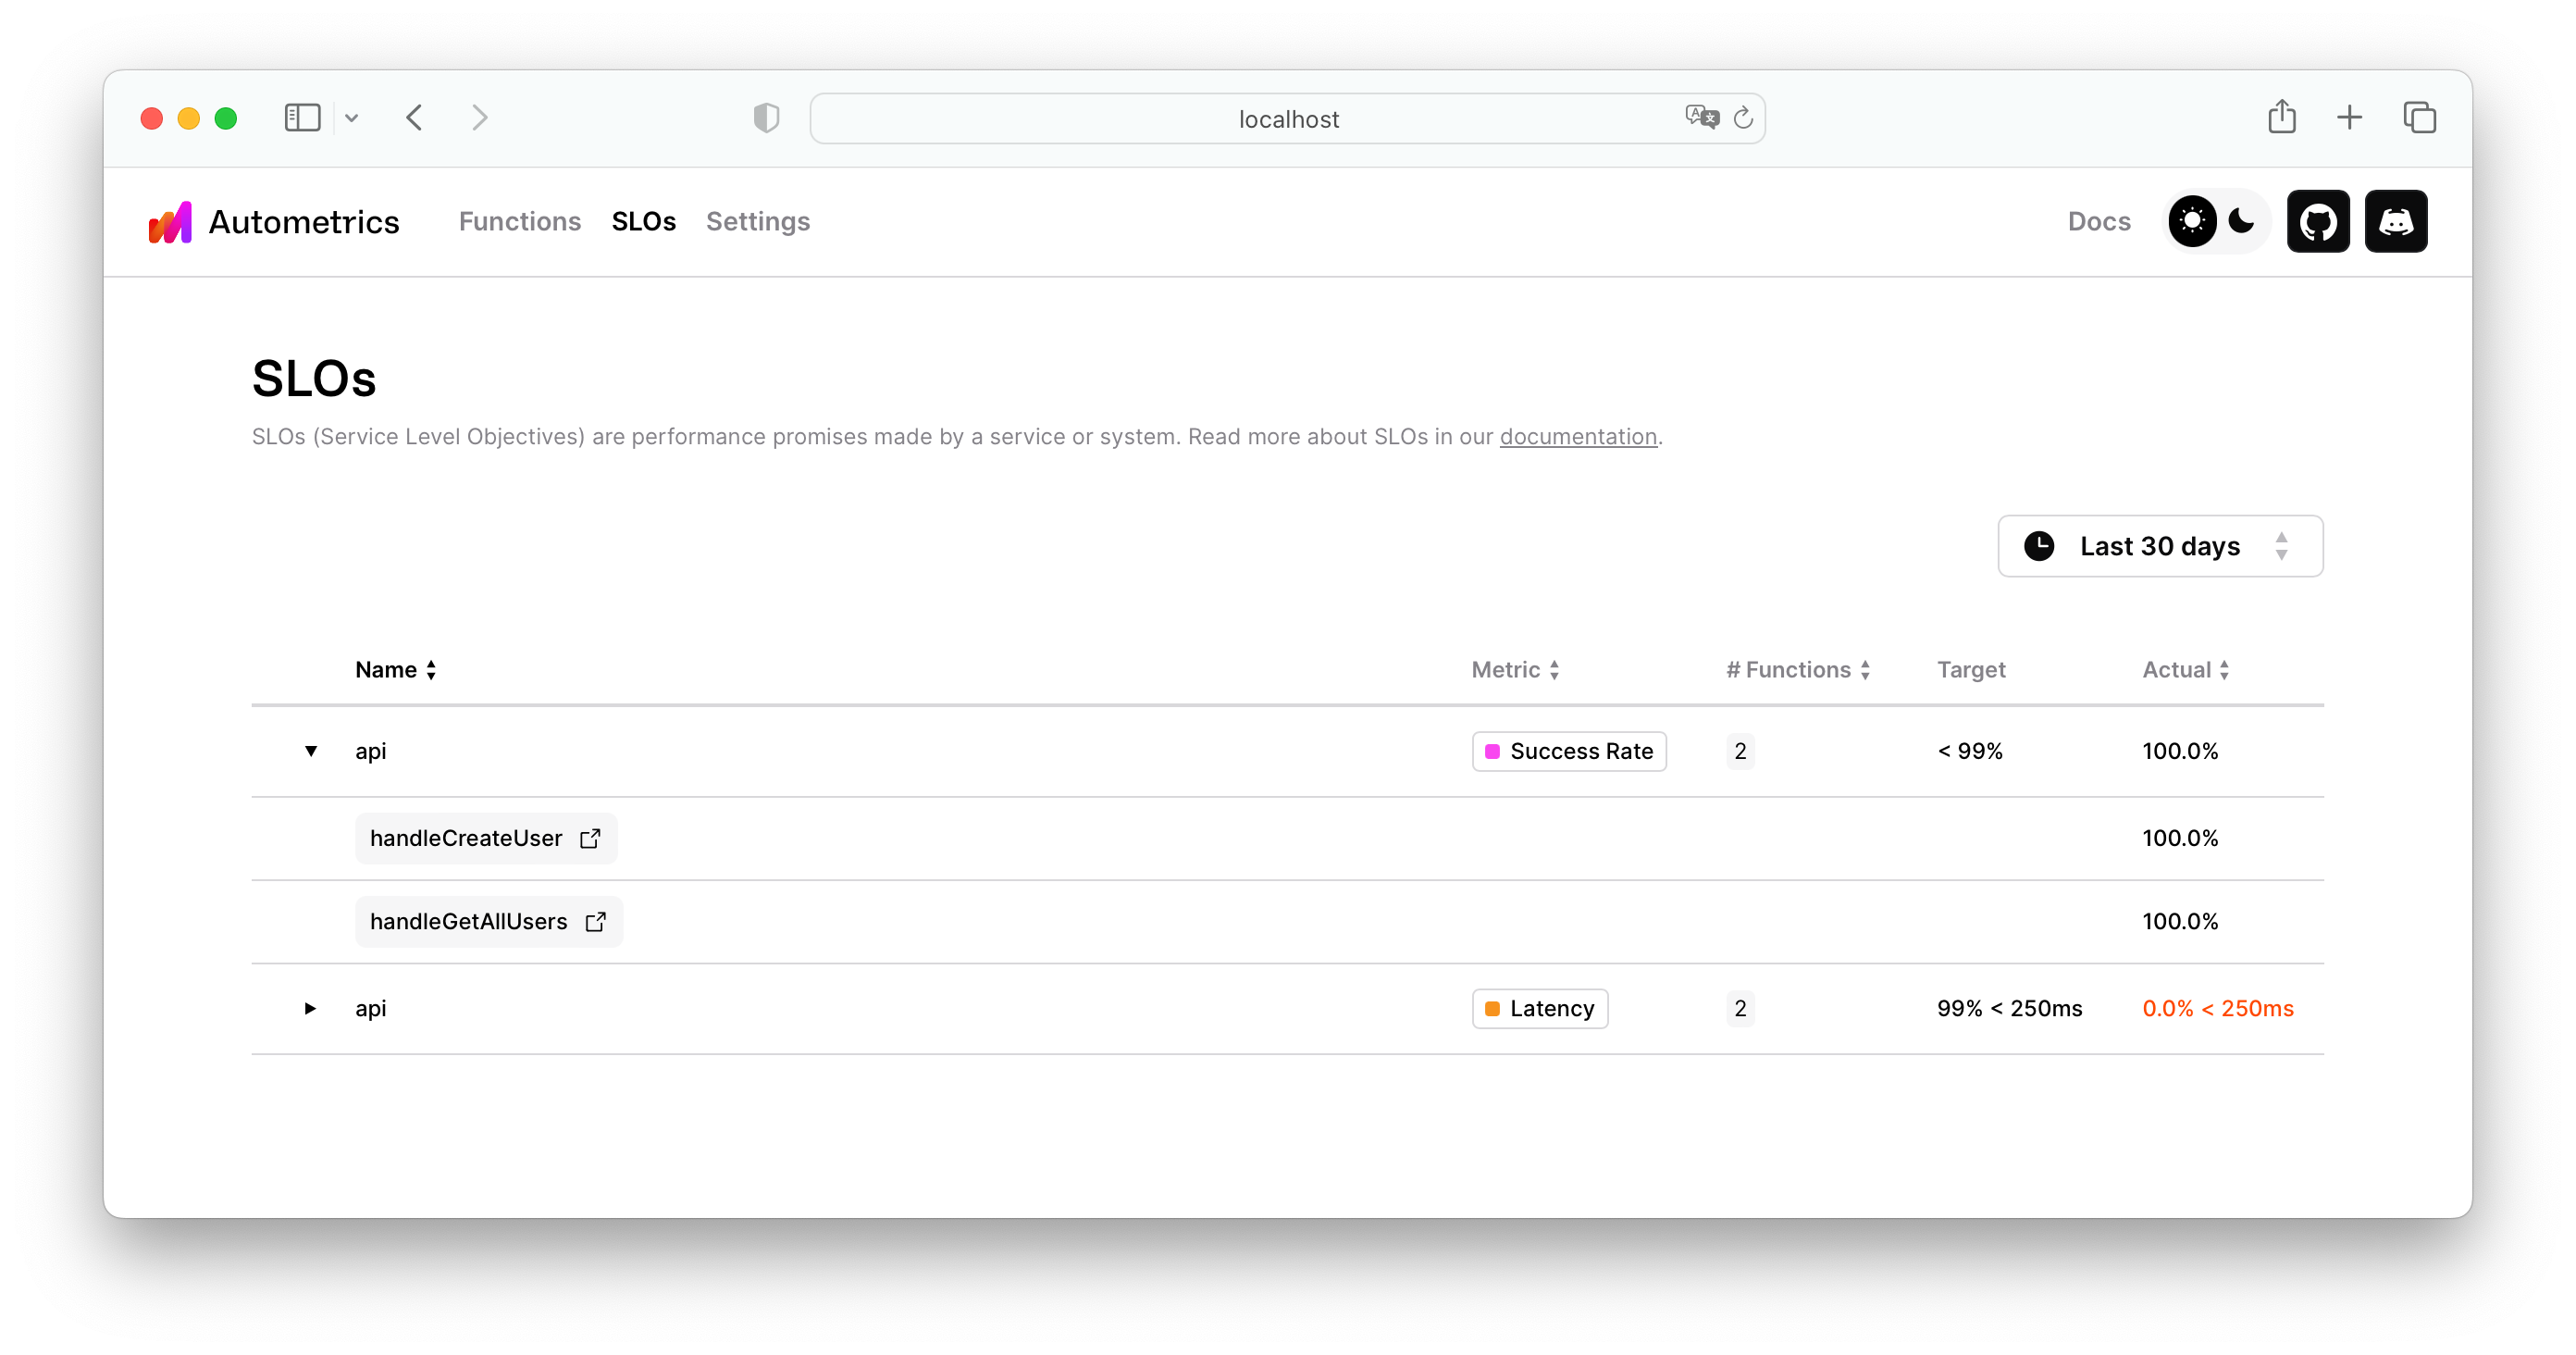 localhost
Autometrics Functions SLOs Settings Docs
SLOs
SLOs (Service Level Objectives) are performance promises made by a service or system. Read more about SLOs in our documentation.
Last 30 days
Name Metric # Functions Target Actual
api Success Rate 2 < 99% 100.0%
handleCreateUser 100.0%
handleGetAllUsers 100.0%
api Latency 2 99% < 250ms 0.0% < 250ms